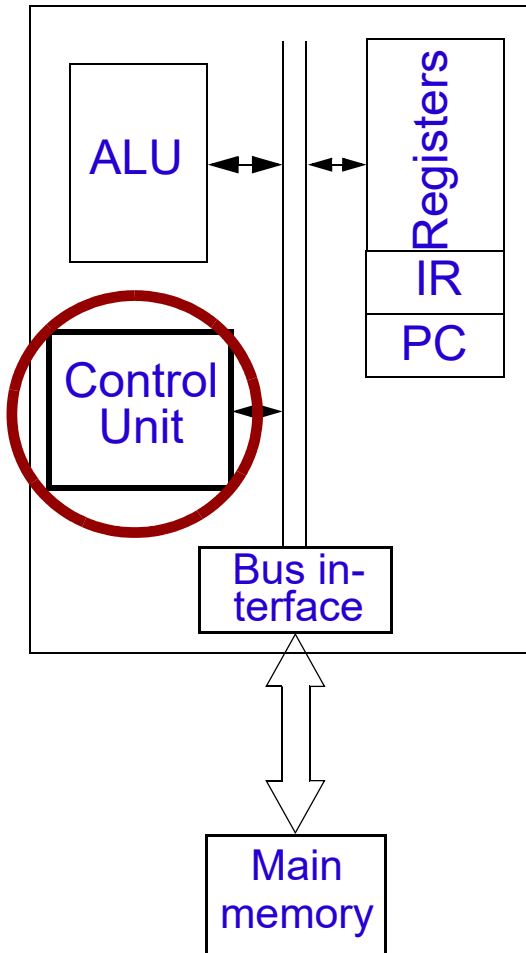 ALU
Registers
IR
PC
Control
Unit
Bus in-
terface
Main
memory